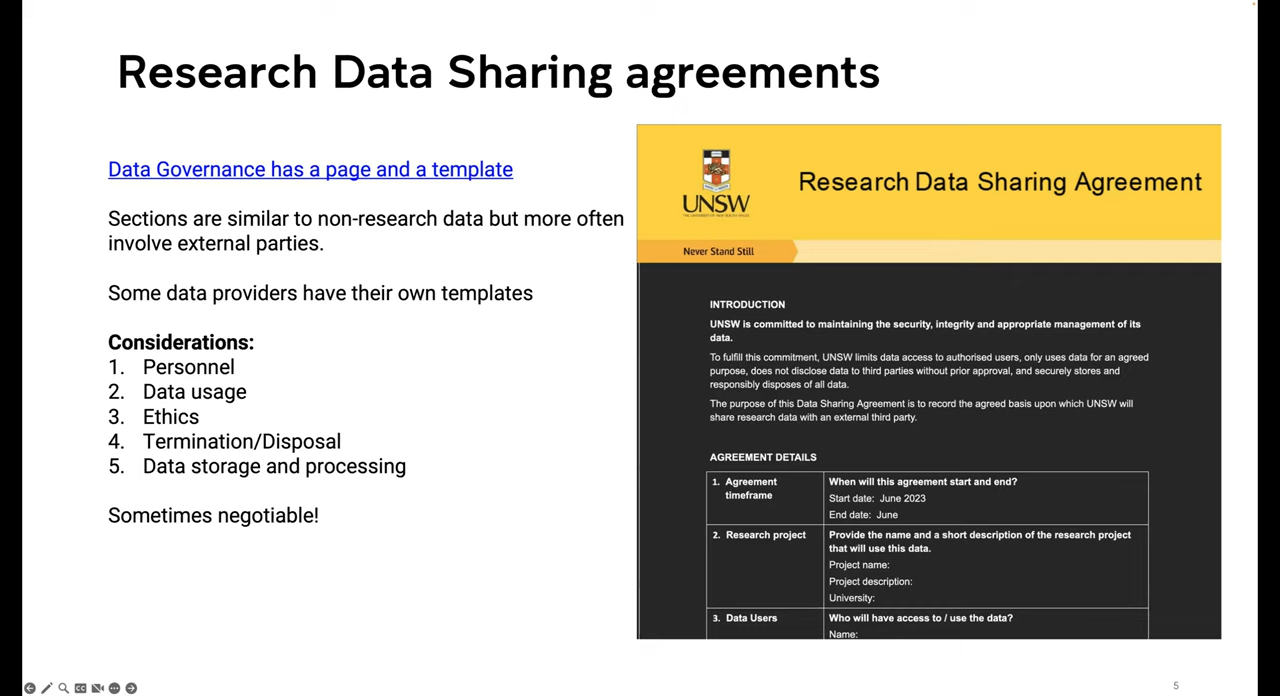 Research Data Sharing agreements
Data Governance has a page and a template
Sections are similar to non-research data but more often
involve external parties.
Some data providers have their own templates
Considerations:
1. Personnel
2. Data usage
3. Ethics
4. Termination/Disposal
5. Data storage and processing
Sometimes negotiable!
UNSW
Research Data Sharing Agreement
Never Stand Still
INTRODUCTION
UNSW is committed to maintaining the security, integrity and appropriate management of its
data.
To fulfill this commitment, UNSW limits data access to authorised users, only uses data for an agreed
purpose, does not disclose data to third parties without prior approval, and securely stores and
responsibly disposes of all data.
The purpose of this Data Sharing Agreement is to record the agreed basis upon which UNSW will
share research data with an external third party.
AGREEMENT DETAILS
1. Agreement
timeframe
When will this agreement start and end?
Start date: June 2023
End date: June
2. Research project
Provide the name and a short description of the research project
that will use this data.
Project name:
Project description:
University:
3. Data Users
Who will have access to / use the data?
Name:
5